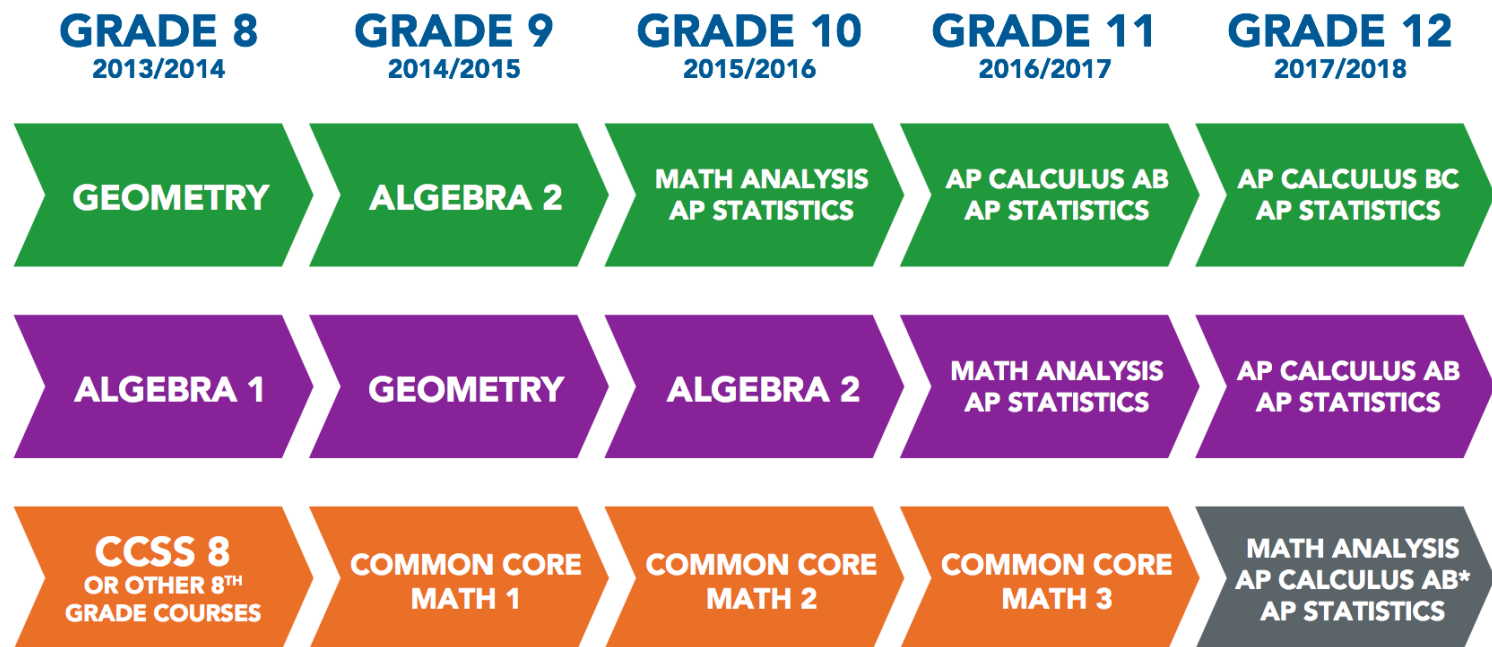 GRADE 8
2013/2014
GRADE 9
2014/2015
GRADE 10
2015/2016
GRADE 11
2016/2017
GRADE 12
2017/2018
GEOMETRY
ALGEBRA 2
MATH ANALYSIS
AP STATISTICS
AP CALCULUS AB
AP STATISTICS
AP CALCULUS BC
AP STATISTICS
ALGEBRA 1
GEOMETRY
ALGEBRA 2
MATH ANALYSIS
AP STATISTICS
AP CALCULUS AB
AP STATISTICS
CCSS 8
OR OTHER 8TH
GRADE COURSES
COMMON CORE
MATH 1
COMMON CORE
MATH 2
COMMON CORE
MATH 3
MATH ANALYSIS
AP CALCULUS AB*
AP STATISTICS